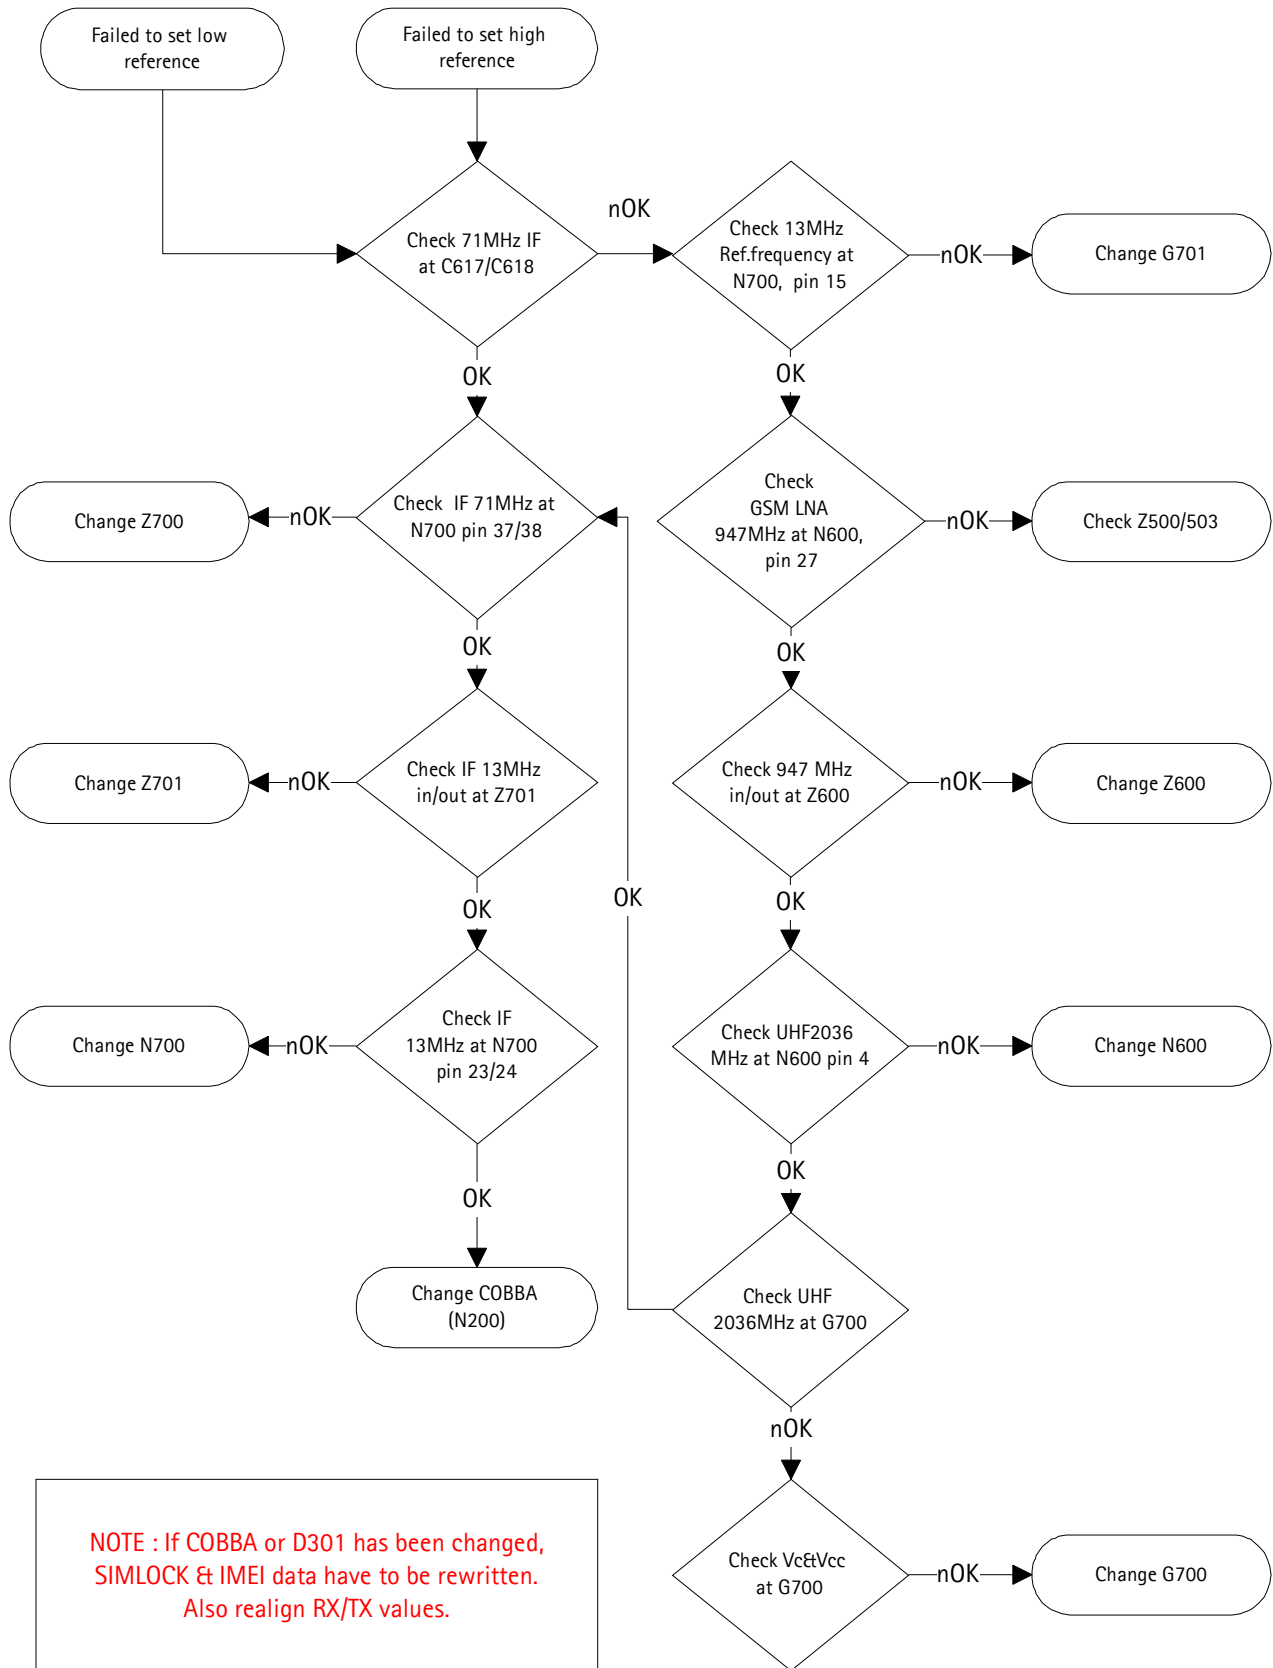 Failed to set low
reference
Failed to set high
reference
Check 71MHz IF
at C617/C618
nOK
Check 13MHz
Ref.frequency at
N700, pin 15
nOK
Change G701
OK
OK
Change Z700
nOK
Check IF 71MHz at
N700 pin 37/38
Check
GSM LNA
947MHz at N600,
pin 27
nOK
Check Z500/503
OK
OK
Change Z701
nOK
Check IF 13MHz
in/out at Z701
Check 947 MHz
in/out at Z600
nOK
Change Z600
OK
OK
OK
Change N700
nOK
Check IF
13MHz at N700
pin 23/24
Check UHF2036
MHz at N600 pin 4
nOK
Change N600
OK
OK
Change COBBA
(N200)
Check UHF
2036MHz at G700
nOK
NOTE : If COBBA or D301 has been changed,
SIMLOCK & IMEI data have to be rewritten.
Also realign RX/TX values.
Check Vc&Vcc
at G700
nOK
Change G700